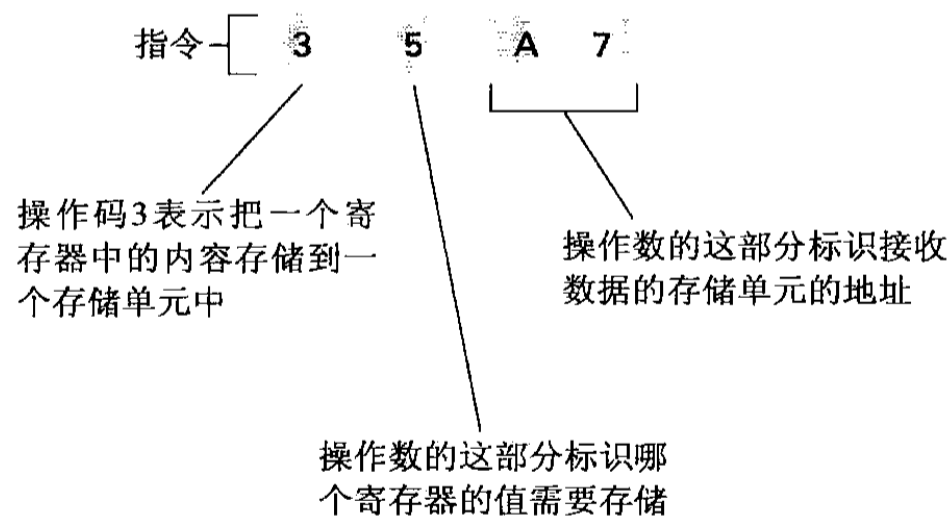 指令 3 5 A 7
操作码3表示把一个寄
存器中的内容存储到一
个存储单元中
操作数的这部分标识接收
数据的存储单元的地址
操作数的这部分标识哪
个寄存器的值需要存储